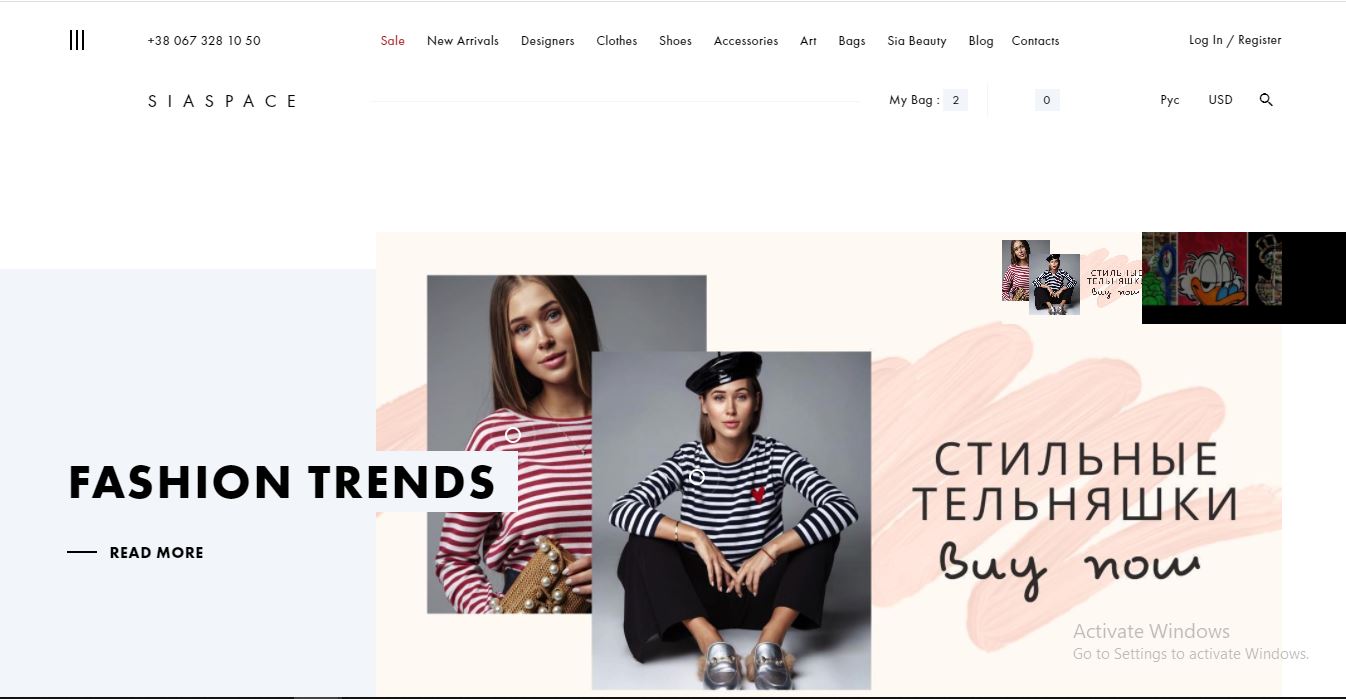 +38 067 328 10 50
Sale New Arrivals Designers Clothes Shoes Accessories Art Bags Sia Beauty Blog Contacts
Log In / Register
SIASPACE
My Bag : 2
0
Рус USD
СТИЛЬНЫЕ
ТЕЛЬНЯШКИ
Buy now
FASHION TRENDS
READ MORE
СТИЛЬНЫЕ
ТЕЛЬНЯШКИ
Buy now
Activate Windows
Go to Settings to activate Windows.